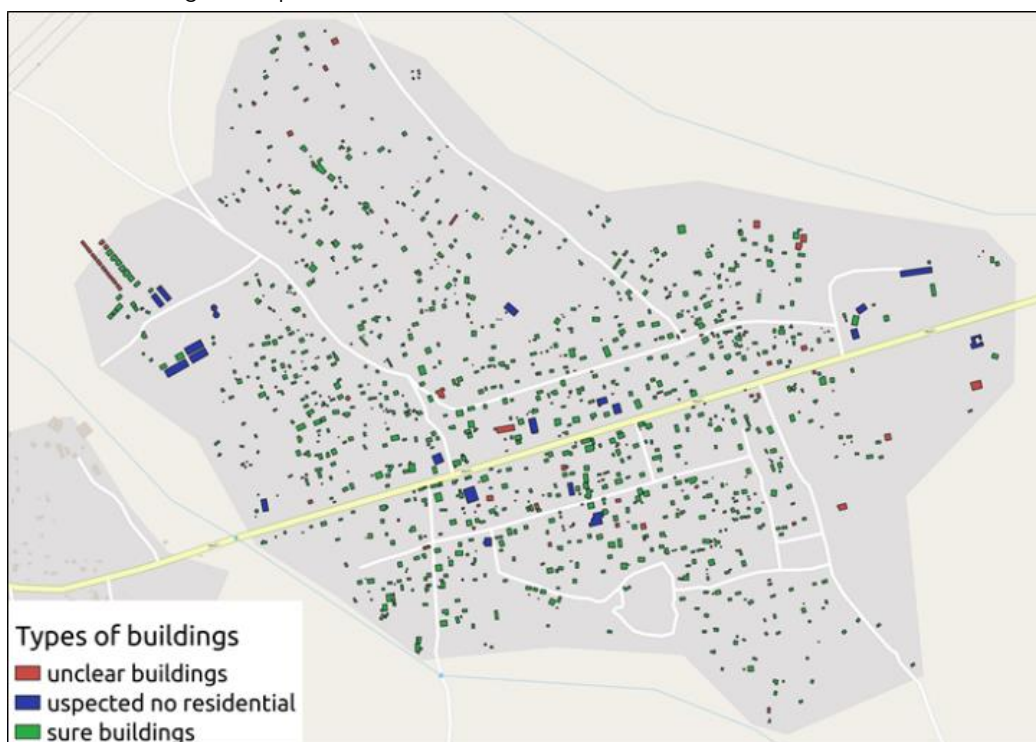 Types of buildings
unclear buildings
uspected no residential
sure buildings